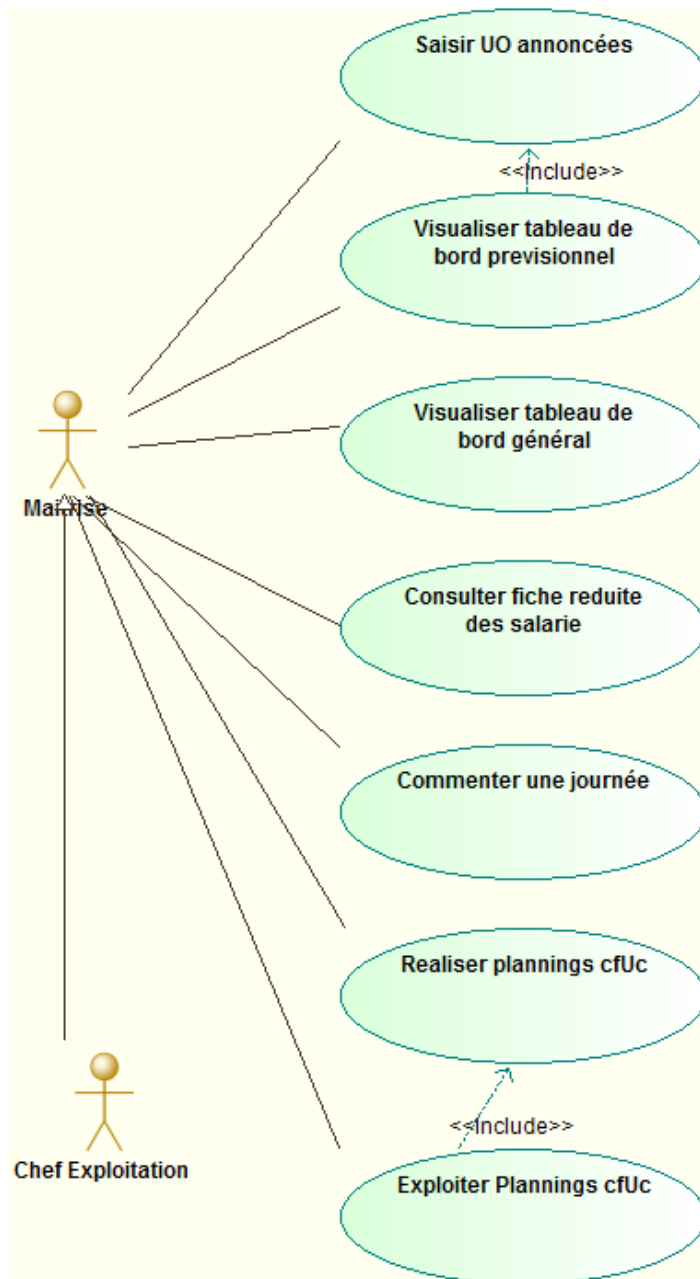 Saisir UO annoncées
<<Include>>
Visualiser tableau de
bord previsionnel
Visualiser tableau de
bord général
Maitrise
Consulter fiche reduite
des salarie
Commenter une journée
Realiser plannings cfUc
Chef Exploitation
<<Include>>
Exploiter Plannings cfUc